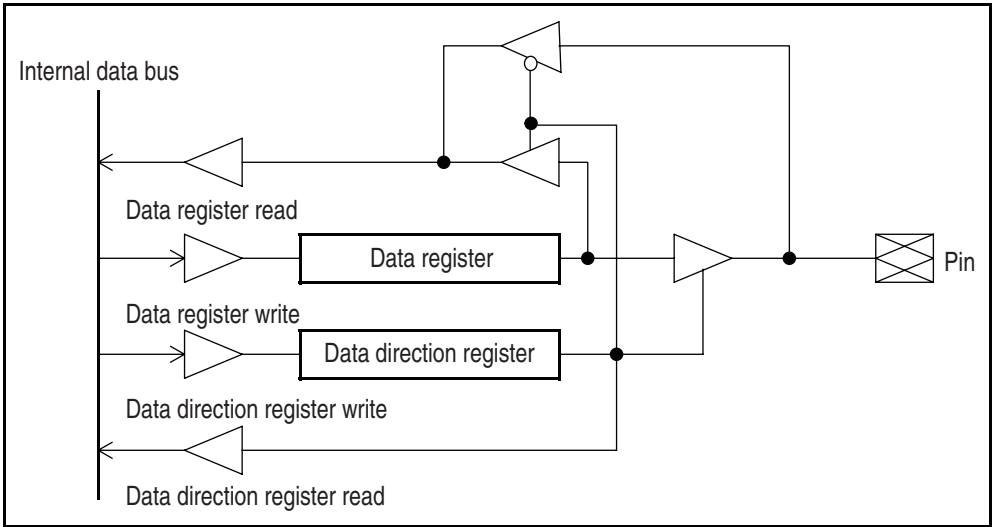 Internal data bus
Data register read
Data register
Pin
Data register write
Data direction register
Data direction register write
Data direction register read